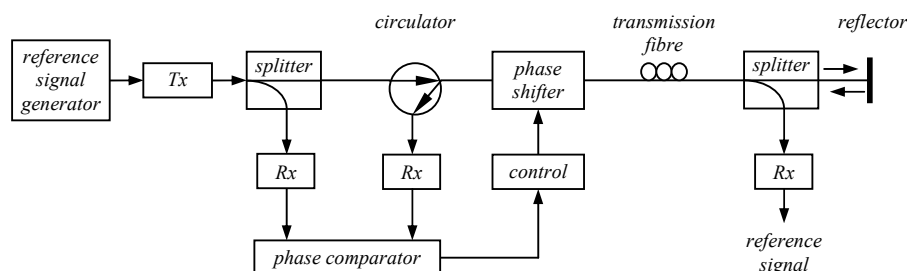 circulator
transmission
fibre
reflector
reference
signal
generator
Tx
splitter
phase
shifter
splitter
Rx
Rx
control
Rx
phase comparator
reference
signal